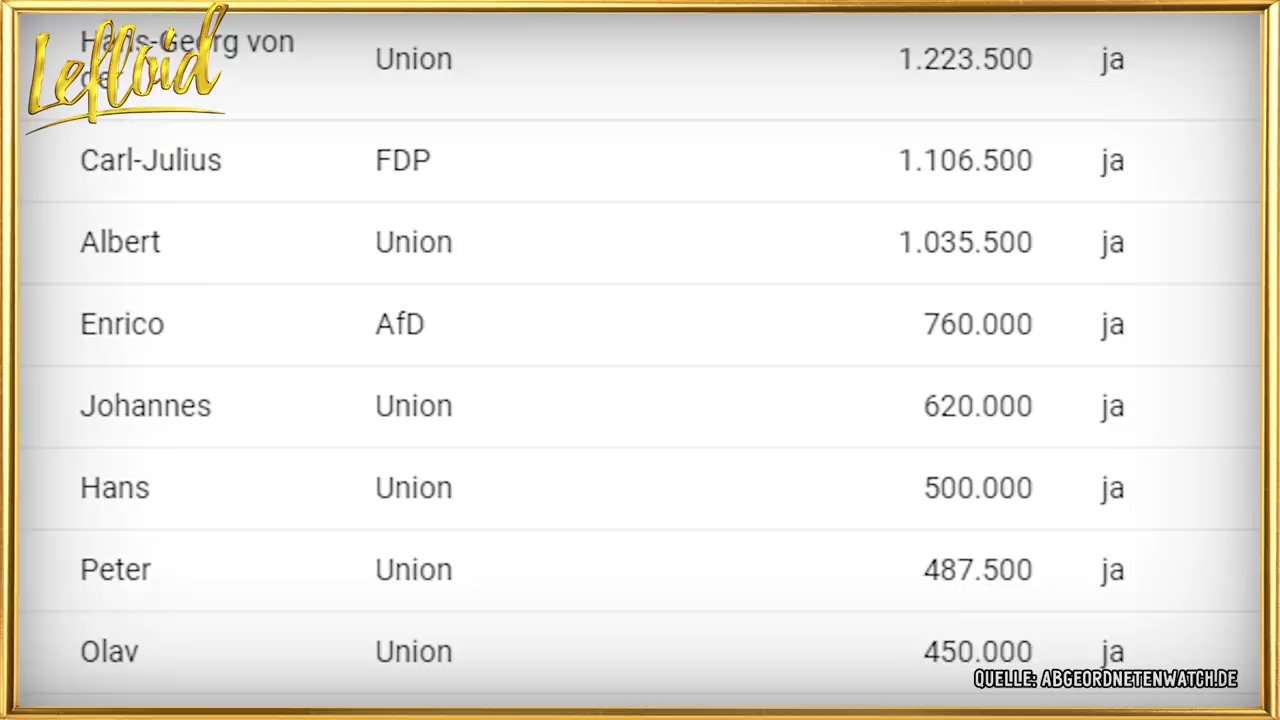 Lefloid
Hans-Georg von
der Union 1.223.500 ja
Carl-Julius FDP 1.106.500 ja
Albert Union 1.035.500 ja
Enrico AfD 760.000 ja
Johannes Union 620.000 ja
Hans Union 500.000 ja
Peter Union 487.500 ja
Olav Union 450.000 ja
QUELLE: ABGEORDNETENWATCH.DE